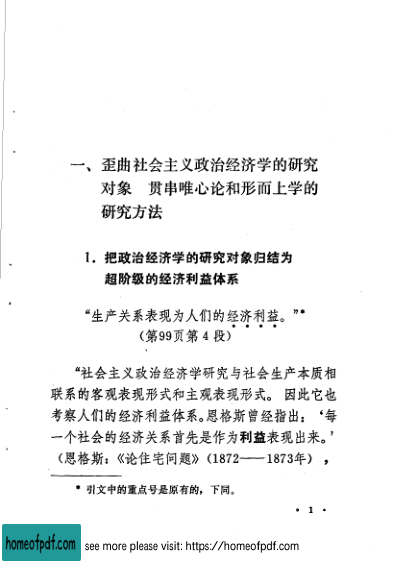 一、歪曲社会主义政治经济学的研究
对象　贯串唯心论和形而上学的
研究方法
1．把政治经济学的研究对象归结为
超阶级的经济利益体系
“生产关系表现为人们的经济利益。”*
（第99页第4段）
“社会主义政治经济学研究与社会生产本质相
联系的客观表现形式和主观表现形式。因此它也
考察人们的经济利益体系。恩格斯曾经指出：‘每
一个社会的经济关系首先是作为利益表现出来。’
（恩格斯：《论住宅问题》（1872——1873年），
* 引文中的重点号是原有的，下同。
· 1 ·
homeofpdf.com
see more please visit: https://homeofpdf.com